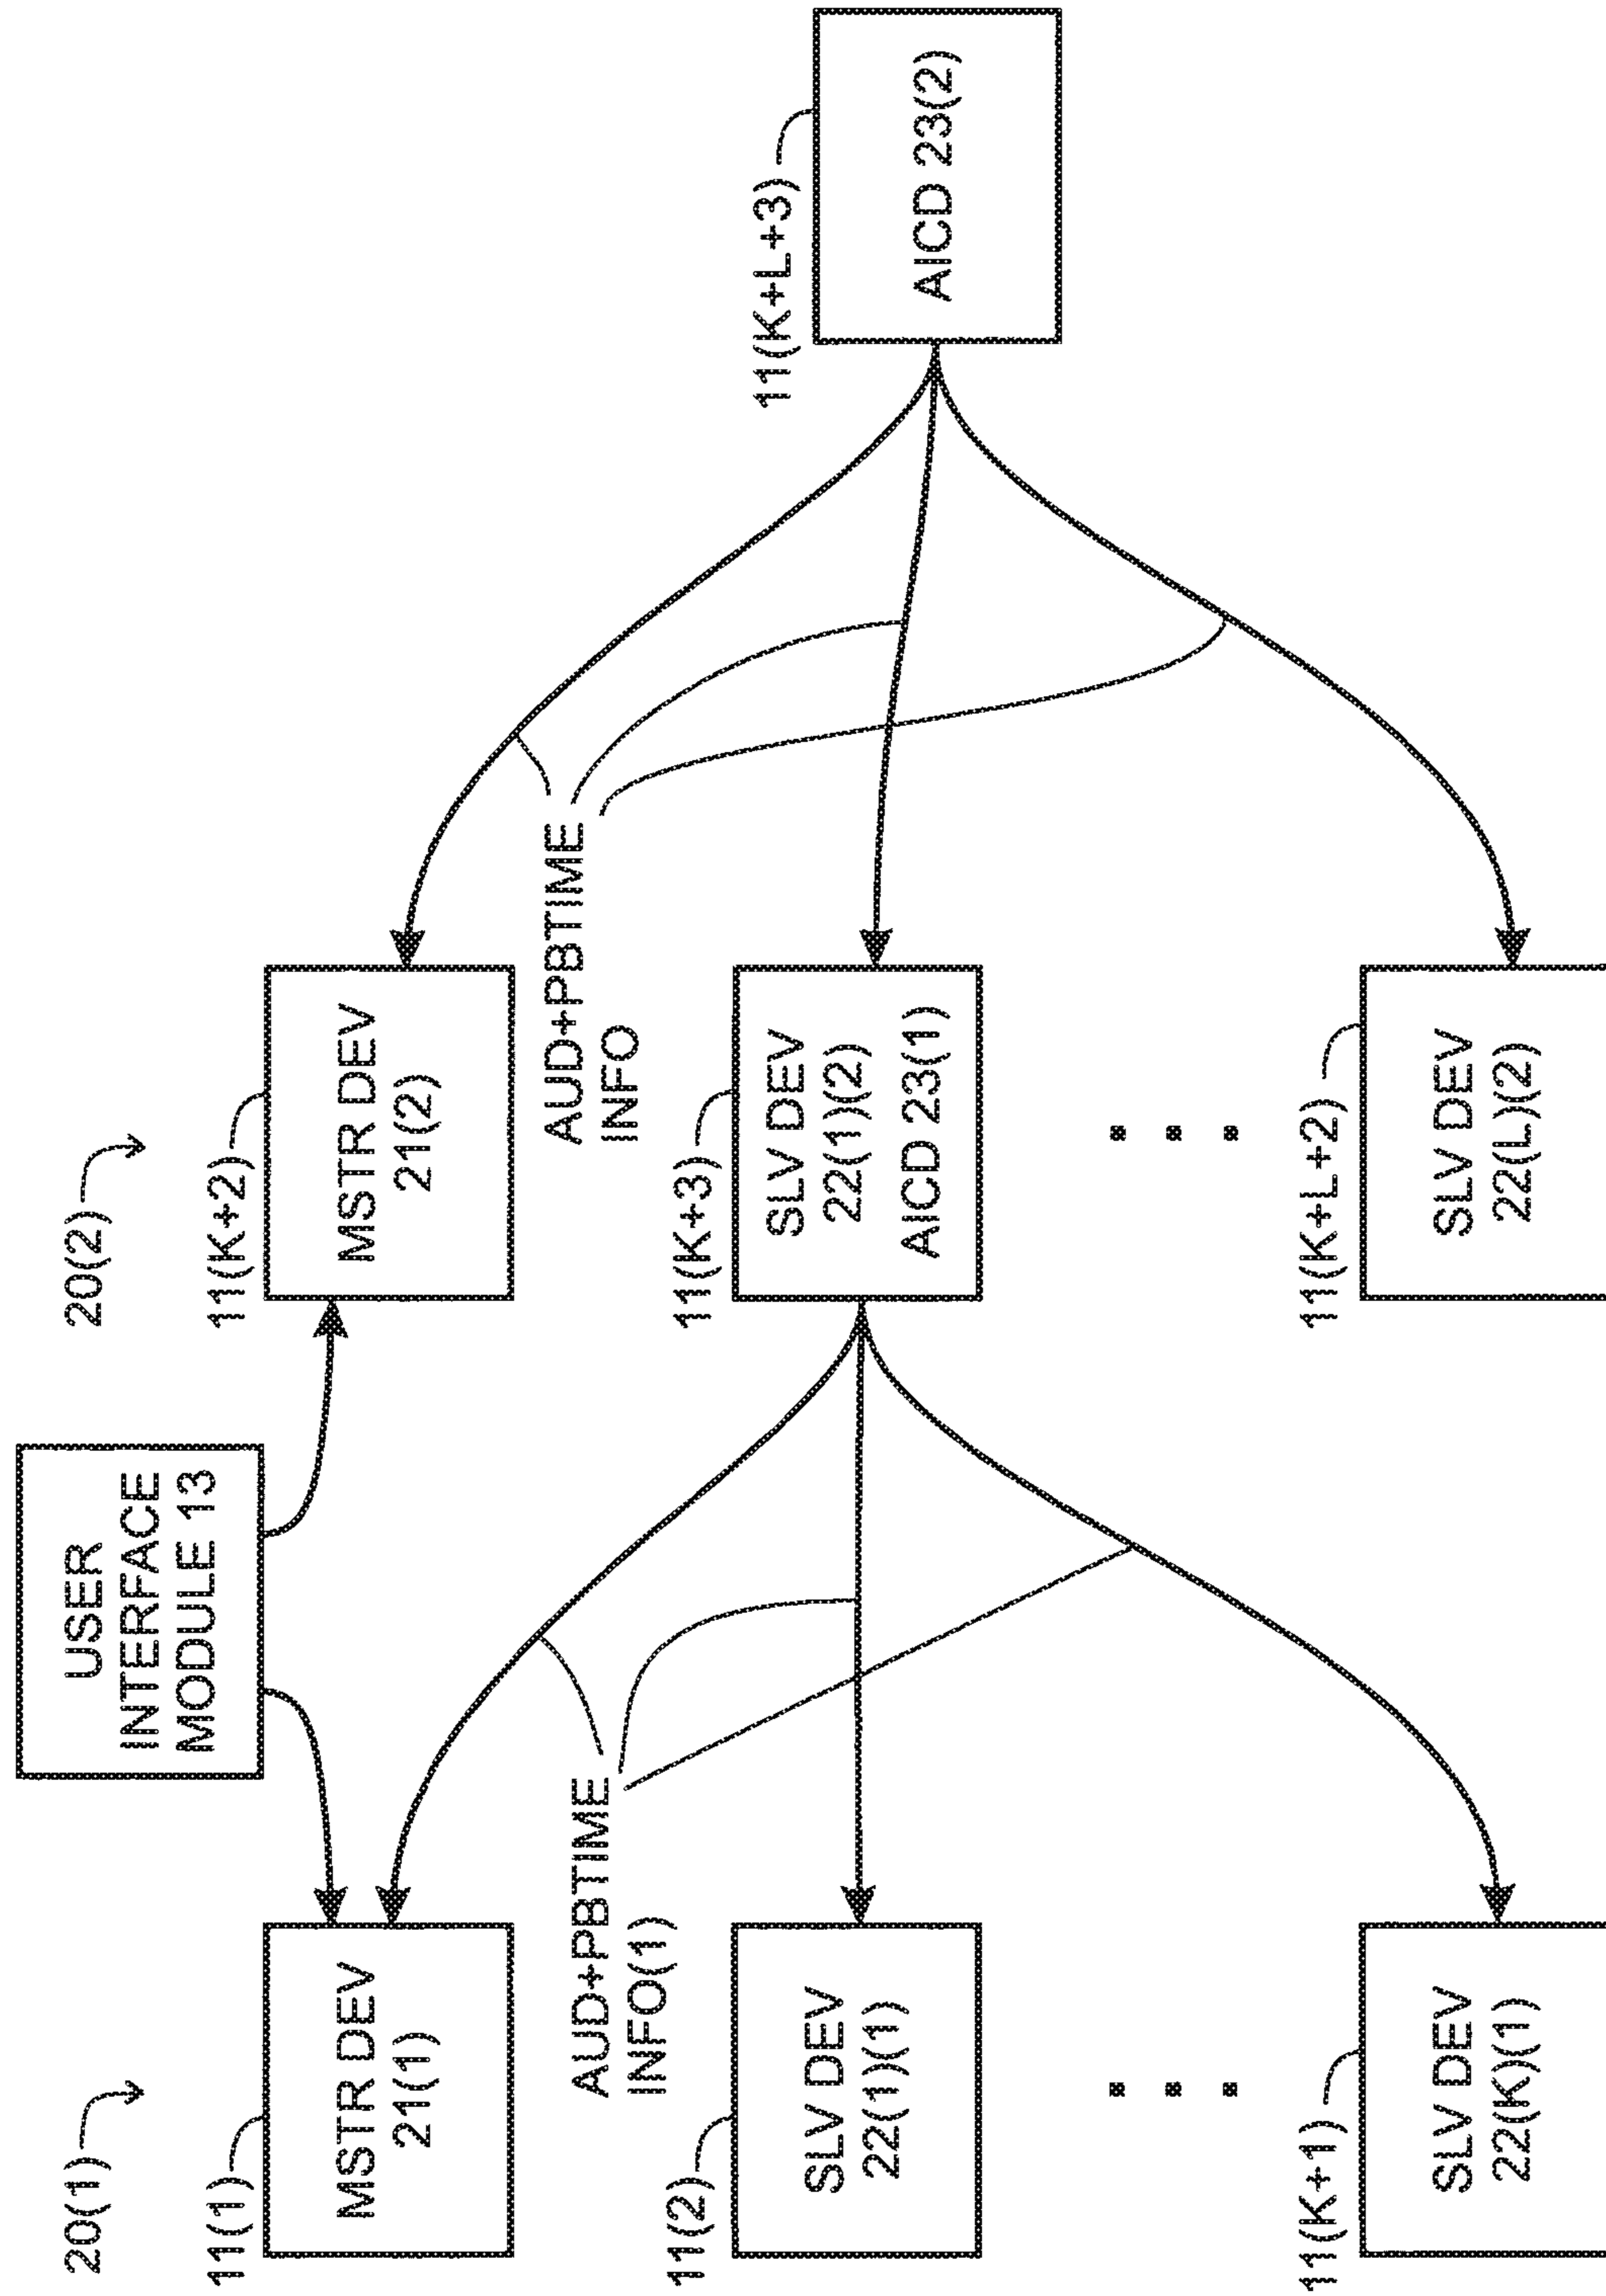 USER
INTERFACE
MODULE 13
20(1)
20(2)
11(1)
MSTR DEV
21(1)
11(K+2)
MSTR DEV
21(2)
AUD+PBTIME
INFO(1)
AUD+PBTIME
INFO
11(2)
SLV DEV
22(1)(1)
11(K+3)
SLV DEV
22(1)(2)
AICD 23(1)
11(K+L+3)
AICD 23(2)
11(K+1)
SLV DEV
22(K)(1)
11(K+L+2)
SLV DEV
22(L)(2)